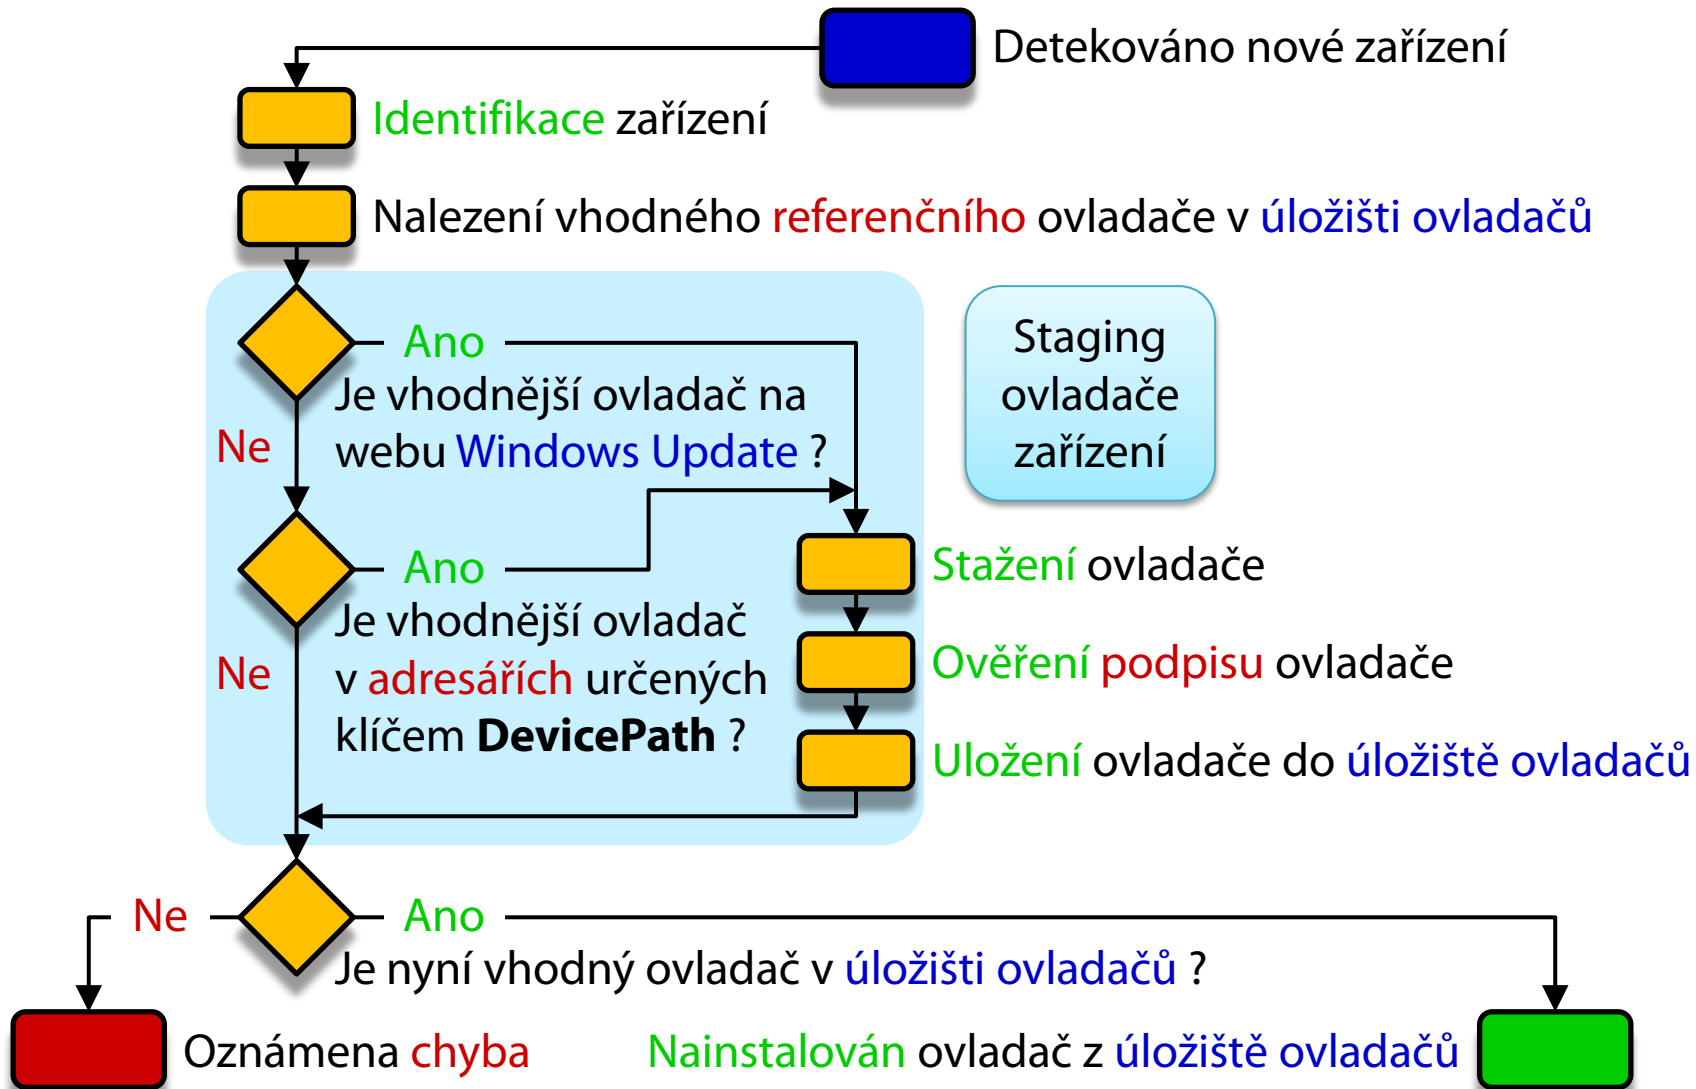 Detekováno nové zařízení
Identifikace zařízení
Nalezení vhodného referenčního ovladače v úložišti ovladačů
Ano
Je vhodnější ovladač na
webu Windows Update ?
Ne
Staging
ovladače
zařízení
Ano
Je vhodnější ovladač
v adresářích určených
klíčem DevicePath ?
Ne
Stažení ovladače
Ověření podpisu ovladače
Uložení ovladače do úložiště ovladačů
Ne
Ano
Je nyní vhodný ovladač v úložišti ovladačů ?
Oznámena chyba
Nainstalován ovladač z úložiště ovladačů